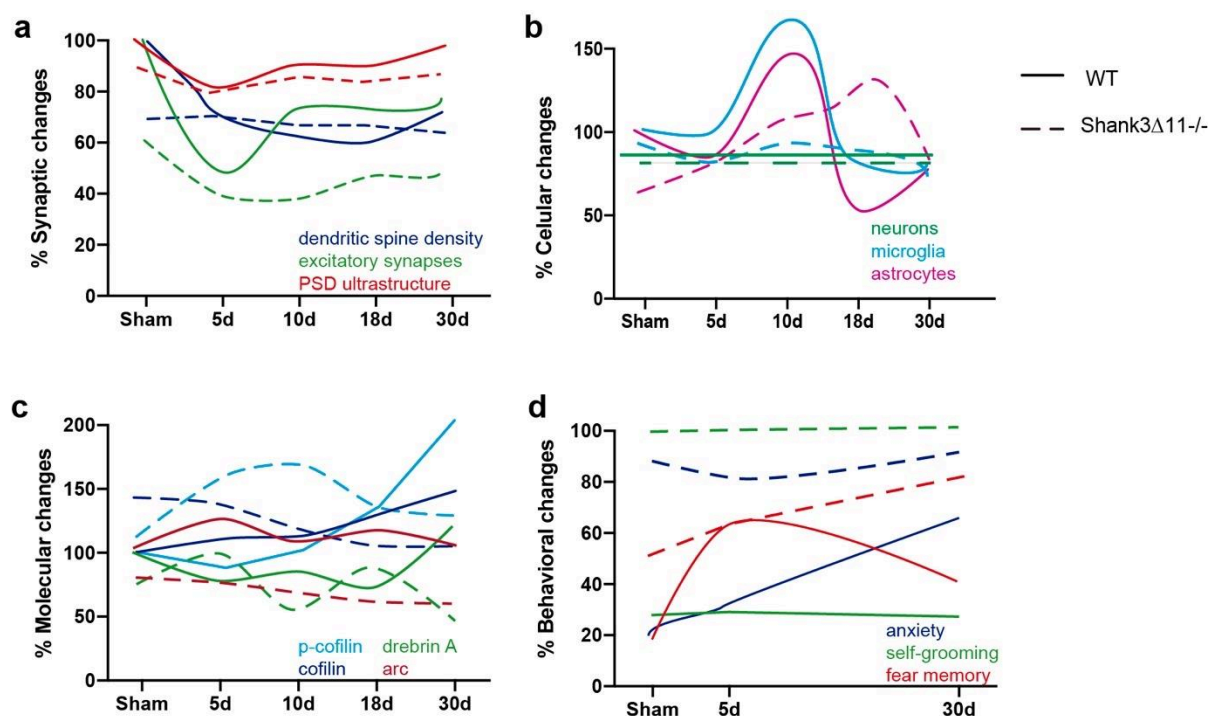 a
% Synaptic changes
100
80
60
40
20
0
dendritic spine density
excitatory synapses
PSD ultrastructure
Sham 5d 10d 18d 30d
b
% Celular changes
150
100
50
0
neurons
microglia
astrocytes
Sham 5d 10d 18d 30d
WT
Shank3Δ11-/-
c
% Molecular changes
200
150
100
50
0
p-cofilin drebrin A
cofilin arc
Sham 5d 10d 18d 30d
d
% Behavioral changes
100
80
60
40
20
0
anxiety
self-grooming
fear memory
Sham 5d 30d